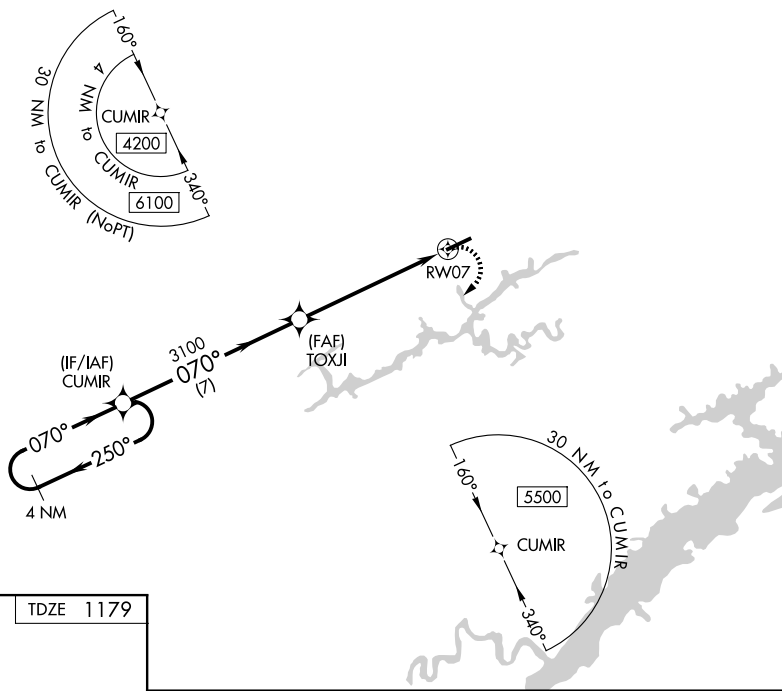 160°
30 NM to CUMIR (NoPT)
4 NM to CUMIR
CUMIR
4200
6100
340°
RW07
(FAF)
TOXJI
3100
070°
(7)
(IF/IAF)
CUMIR
070°
250°
4 NM
30 NM to CUMIR
160°
5500
CUMIR
340°
TDZE 1179